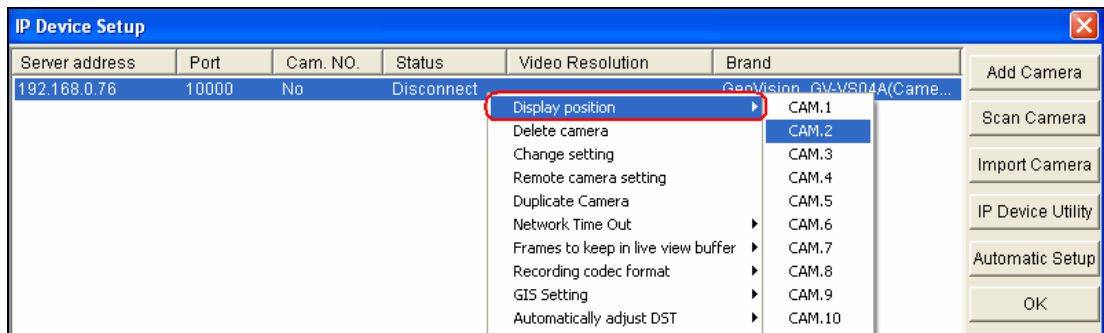 IP Device Setup
Server address Port Cam. NO. Status Video Resolution Brand
192.168.0.76 10000 No Disconnect GeoVision_GV-VS04A(Came...
Display position
Delete camera
Change setting
Remote camera setting
Duplicate Camera
Network Time Out
Frames to keep in live view buffer
Recording codec format
GIS Setting
Automatically adjust DST
CAM.1
CAM.2
CAM.3
CAM.4
CAM.5
CAM.6
CAM.7
CAM.8
CAM.9
CAM.10
Add Camera
Scan Camera
Import Camera
IP Device Utility
Automatic Setup
OK